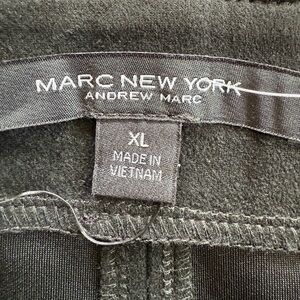 MARC NEW YORK
ANDREW MARC
XL
MADE IN
VIETNAM